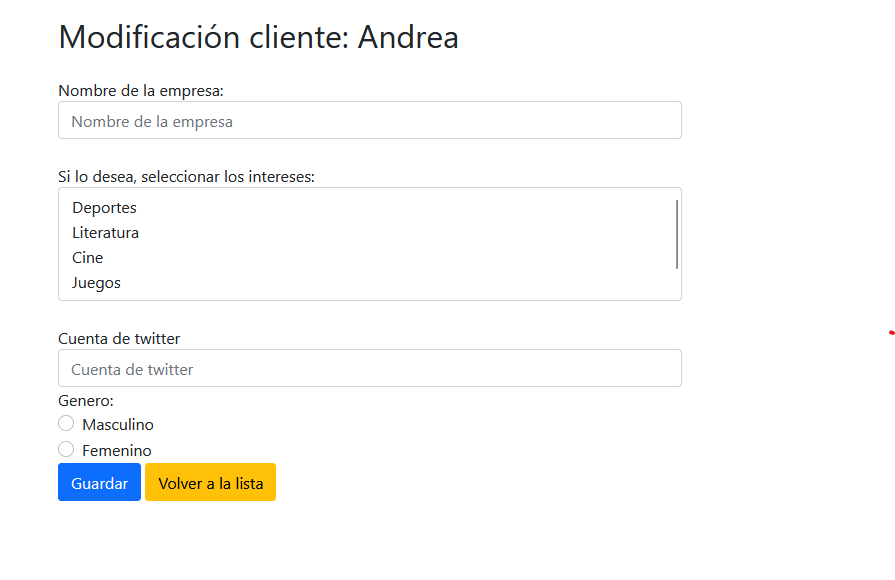 Modificación cliente: Andrea
Nombre de la empresa:
Nombre de la empresa
Si lo desea, seleccionar los intereses:
Deportes
Literatura
Cine
Juegos
Cuenta de twitter
Cuenta de twitter
Genero:
Masculino
Femenino
Guardar Volver a la lista